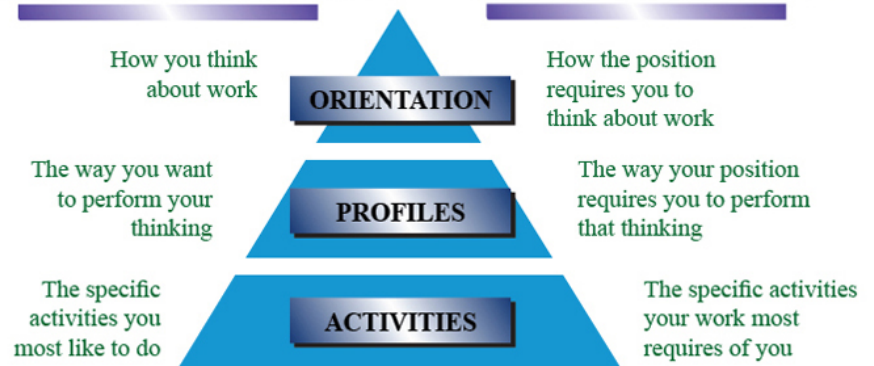 How you think
about work
ORIENTATION
How the position
requires you to
think about work
The way you want
to perform your
thinking
PROFILES
The way your position
requires you to perform
that thinking
The specific
activities you
most like to do
ACTIVITIES
The specific activities
your work most
requires of you